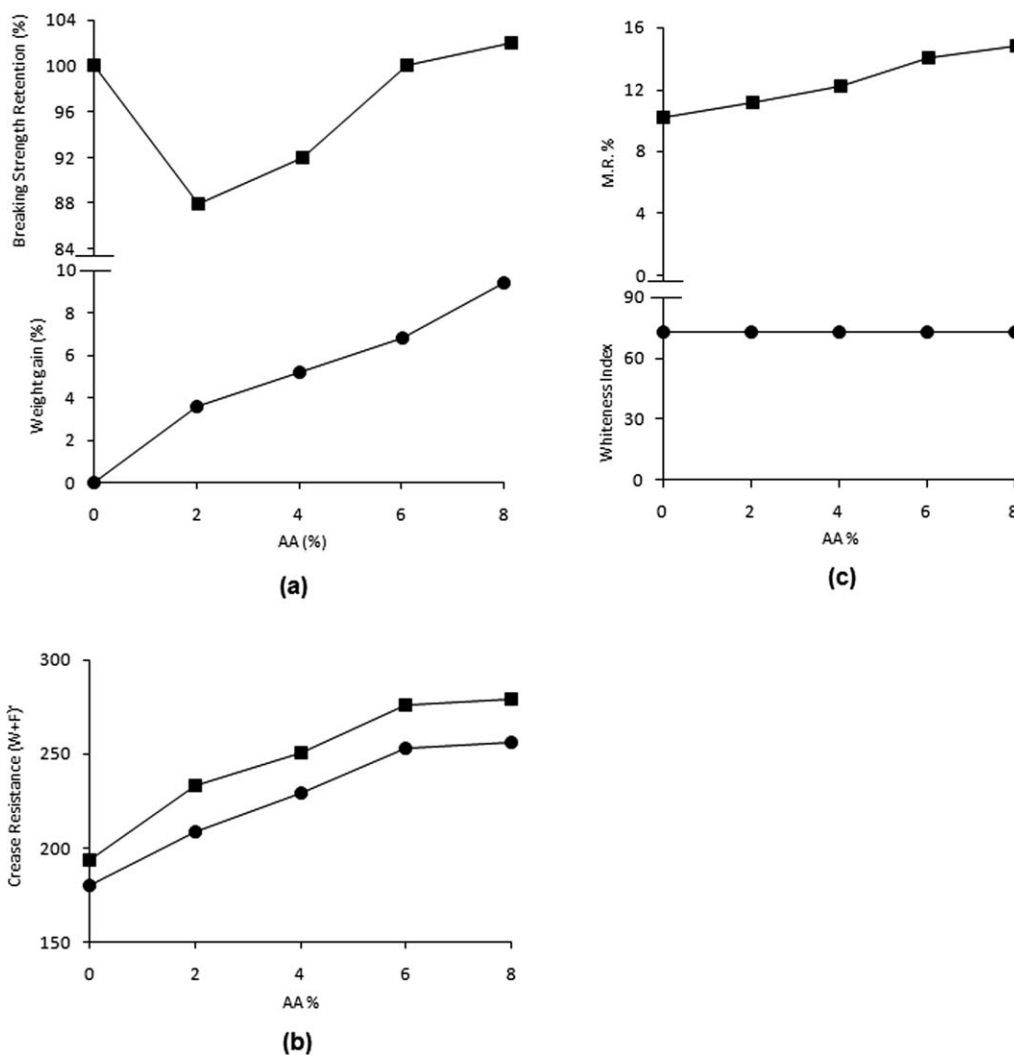 Breaking Strength Retention (%)
104
100
96
92
88
84
Weight gain (%)
10
8
6
4
2
0
0 2 4 6 8
AA (%)
(a)
M.R. %
16
12
8
4
0
Whiteness Index
90
60
30
0
0 2 4 6 8
AA %
(c)
Crease Resistance (W+F)°
300
250
200
150
0 2 4 6 8
AA %
(b)